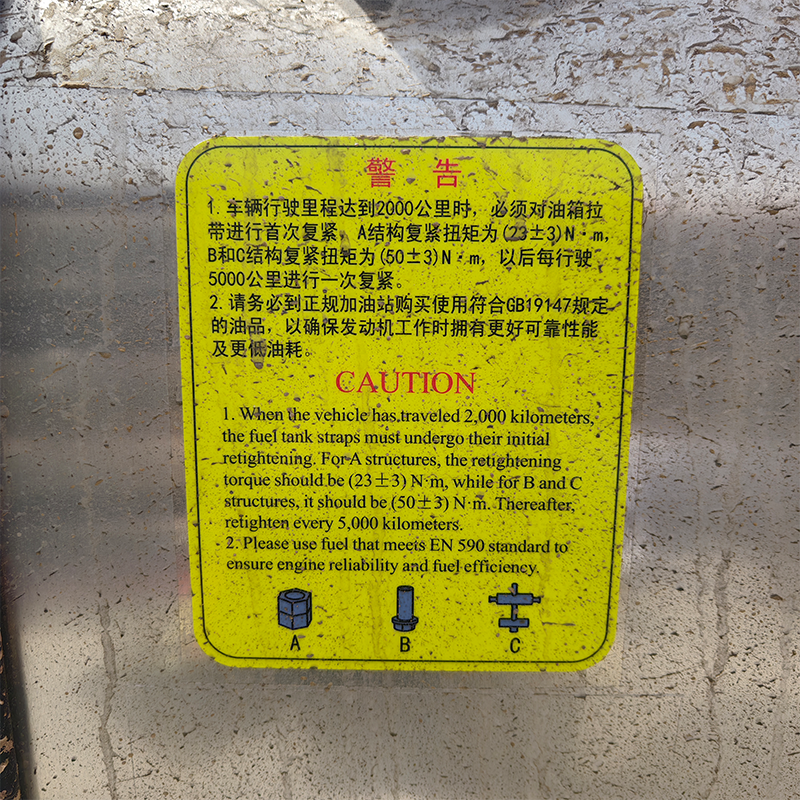 警 告
1. 车辆行驶里程达到2000公里时，必须对油箱拉
带进行首次复紧，A结构复紧扭矩为(23±3)N·m，
B和C结构复紧扭矩为(50±3)N·m，以后每行驶
5000公里进行一次复紧。
2. 请务必到正规加油站购买使用符合GB19147规定
的油品，以确保发动机工作时拥有更好可靠性能
及更低油耗。
CAUTION
1. When the vehicle has traveled 2,000 kilometers,
the fuel tank straps must undergo their initial
retightening. For A structures, the retightening
torque should be (23±3) N·m, while for B and C
structures, it should be (50±3) N·m. Thereafter,
retighten every 5,000 kilometers.
2. Please use fuel that meets EN 590 standard to
ensure engine reliability and fuel efficiency.
A B C